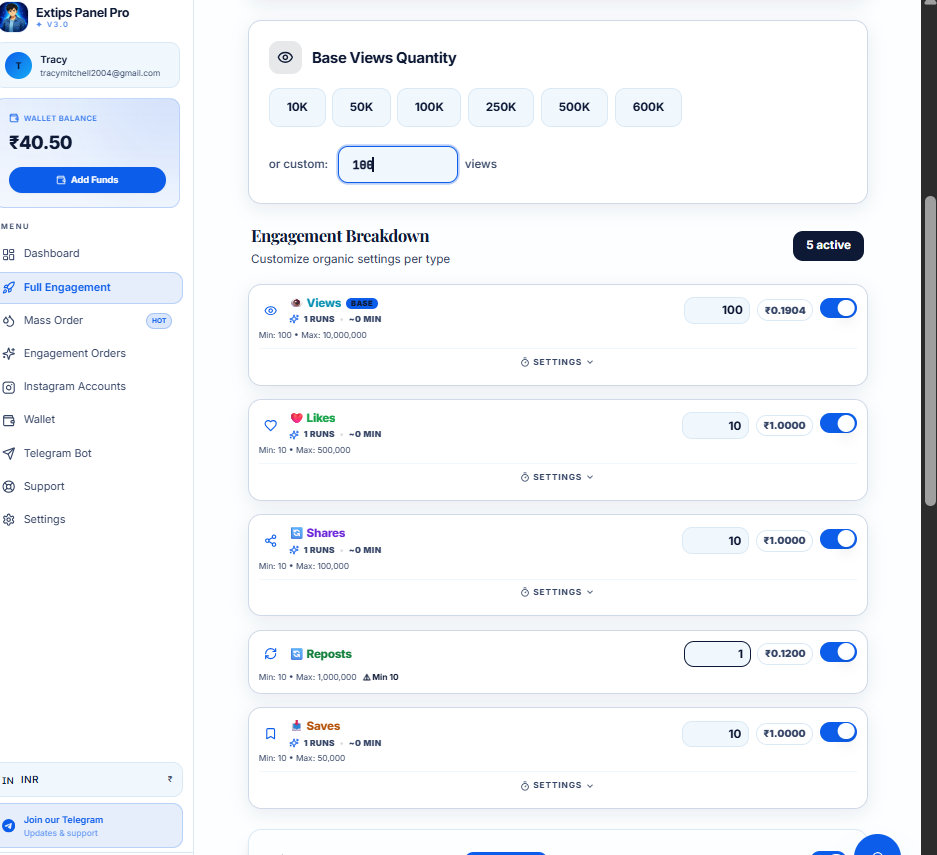 Extips Panel Pro
✦ V3.0
T
Tracy
tracymitchell2004@gmail.com
WALLET BALANCE
₹40.50
Add Funds
MENU
Dashboard
Full Engagement
Mass Order
HOT
Engagement Orders
Instagram Accounts
Wallet
Telegram Bot
Support
Settings
IN INR ₹
Join our Telegram
Updates & support
Base Views Quantity
10K 50K 100K 250K 500K 600K
or custom: 100 views
Engagement Breakdown
Customize organic settings per type
5 active
Views BASE 100 ₹0.1904
1 RUNS • ~0 MIN
Min: 100 • Max: 10,000,000
SETTINGS
Likes 10 ₹1.0000
1 RUNS • ~0 MIN
Min: 10 • Max: 500,000
SETTINGS
Shares 10 ₹1.0000
1 RUNS • ~0 MIN
Min: 10 • Max: 100,000
SETTINGS
Reposts 1 ₹0.1200
Min: 10 • Max: 1,000,000 ⚠ Min 10
Saves 10 ₹1.0000
1 RUNS • ~0 MIN
Min: 10 • Max: 50,000
SETTINGS